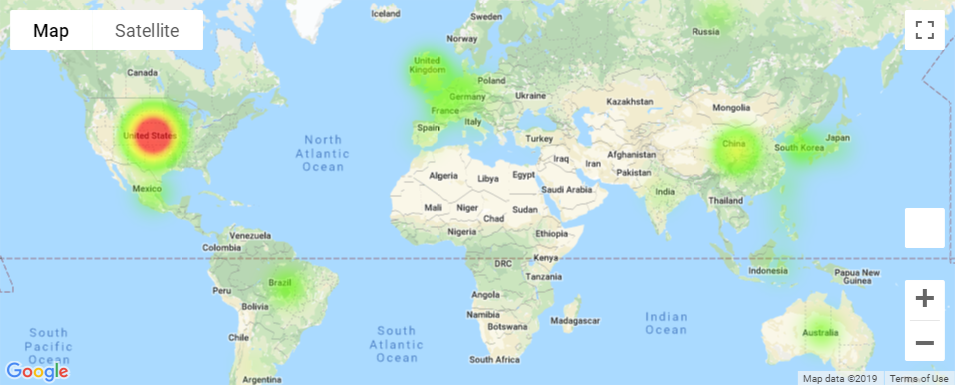 Map
Satellite
Iceland
Sweden
Norway
Russia
Canada
United
Kingdom
Poland
Germany
Ukraine
France
Kazakhstan
Mongolia
Italy
Spain
Turkey
United States
North
Atlantic
Ocean
China
Japan
South Korea
Iraq
Iran
Afghanistan
Pakistan
Algeria
Libya
Egypt
Saudi Arabia
India
Mexico
Mali
Niger
Chad
Sudan
Thailand
Nigeria
Ethiopia
Venezuela
Colombia
DRC
Kenya
Tanzania
Indonesia
Papua New
Guinea
Brazil
Peru
Bolivia
Angola
Namibia
Botswana
Madagascar
Indian
Ocean
Australia
Chile
South
Pacific
Ocean
South
Atlantic
Ocean
South Africa
Argentina
Google
Map data ©2019
Terms of Use